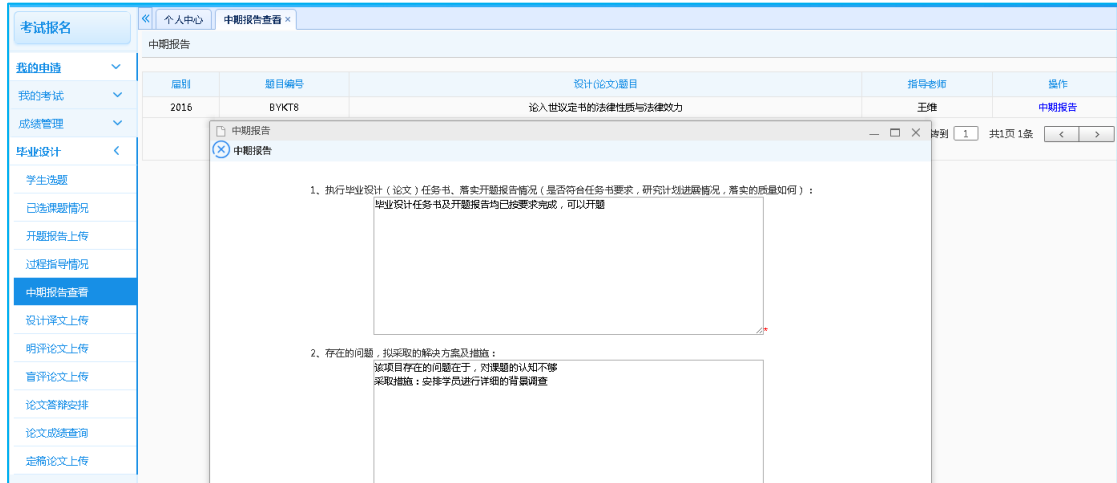 考试报名
我的申请
我的考试
成绩管理
毕业设计
学生选题
已选课题情况
开题报告上传
过程指导情况
中期报告查看
设计译文上传
明评论文上传
盲评论文上传
论文答辩安排
论文成绩查询
定稿论文上传
« 个人中心 中期报告查看 ×
中期报告
届别 题目编号 设计(论文)题目 指导老师 操作
2016 BYKT8 论入世议定书的法律性质与法律效力 王维 中期报告
转到 1 共1页 1条 < >
中期报告
中期报告
1、执行毕业设计（论文）任务书、落实开题报告情况（是否符合任务书要求，研究计划进展情况，落实的质量如何）：
毕业设计任务书及开题报告均已按要求完成，可以开题
*
2、存在的问题，拟采取的解决方案及措施：
该项目存在的问题在于，对课题的认知不够
采取措施：安排学员进行详细的背景调查